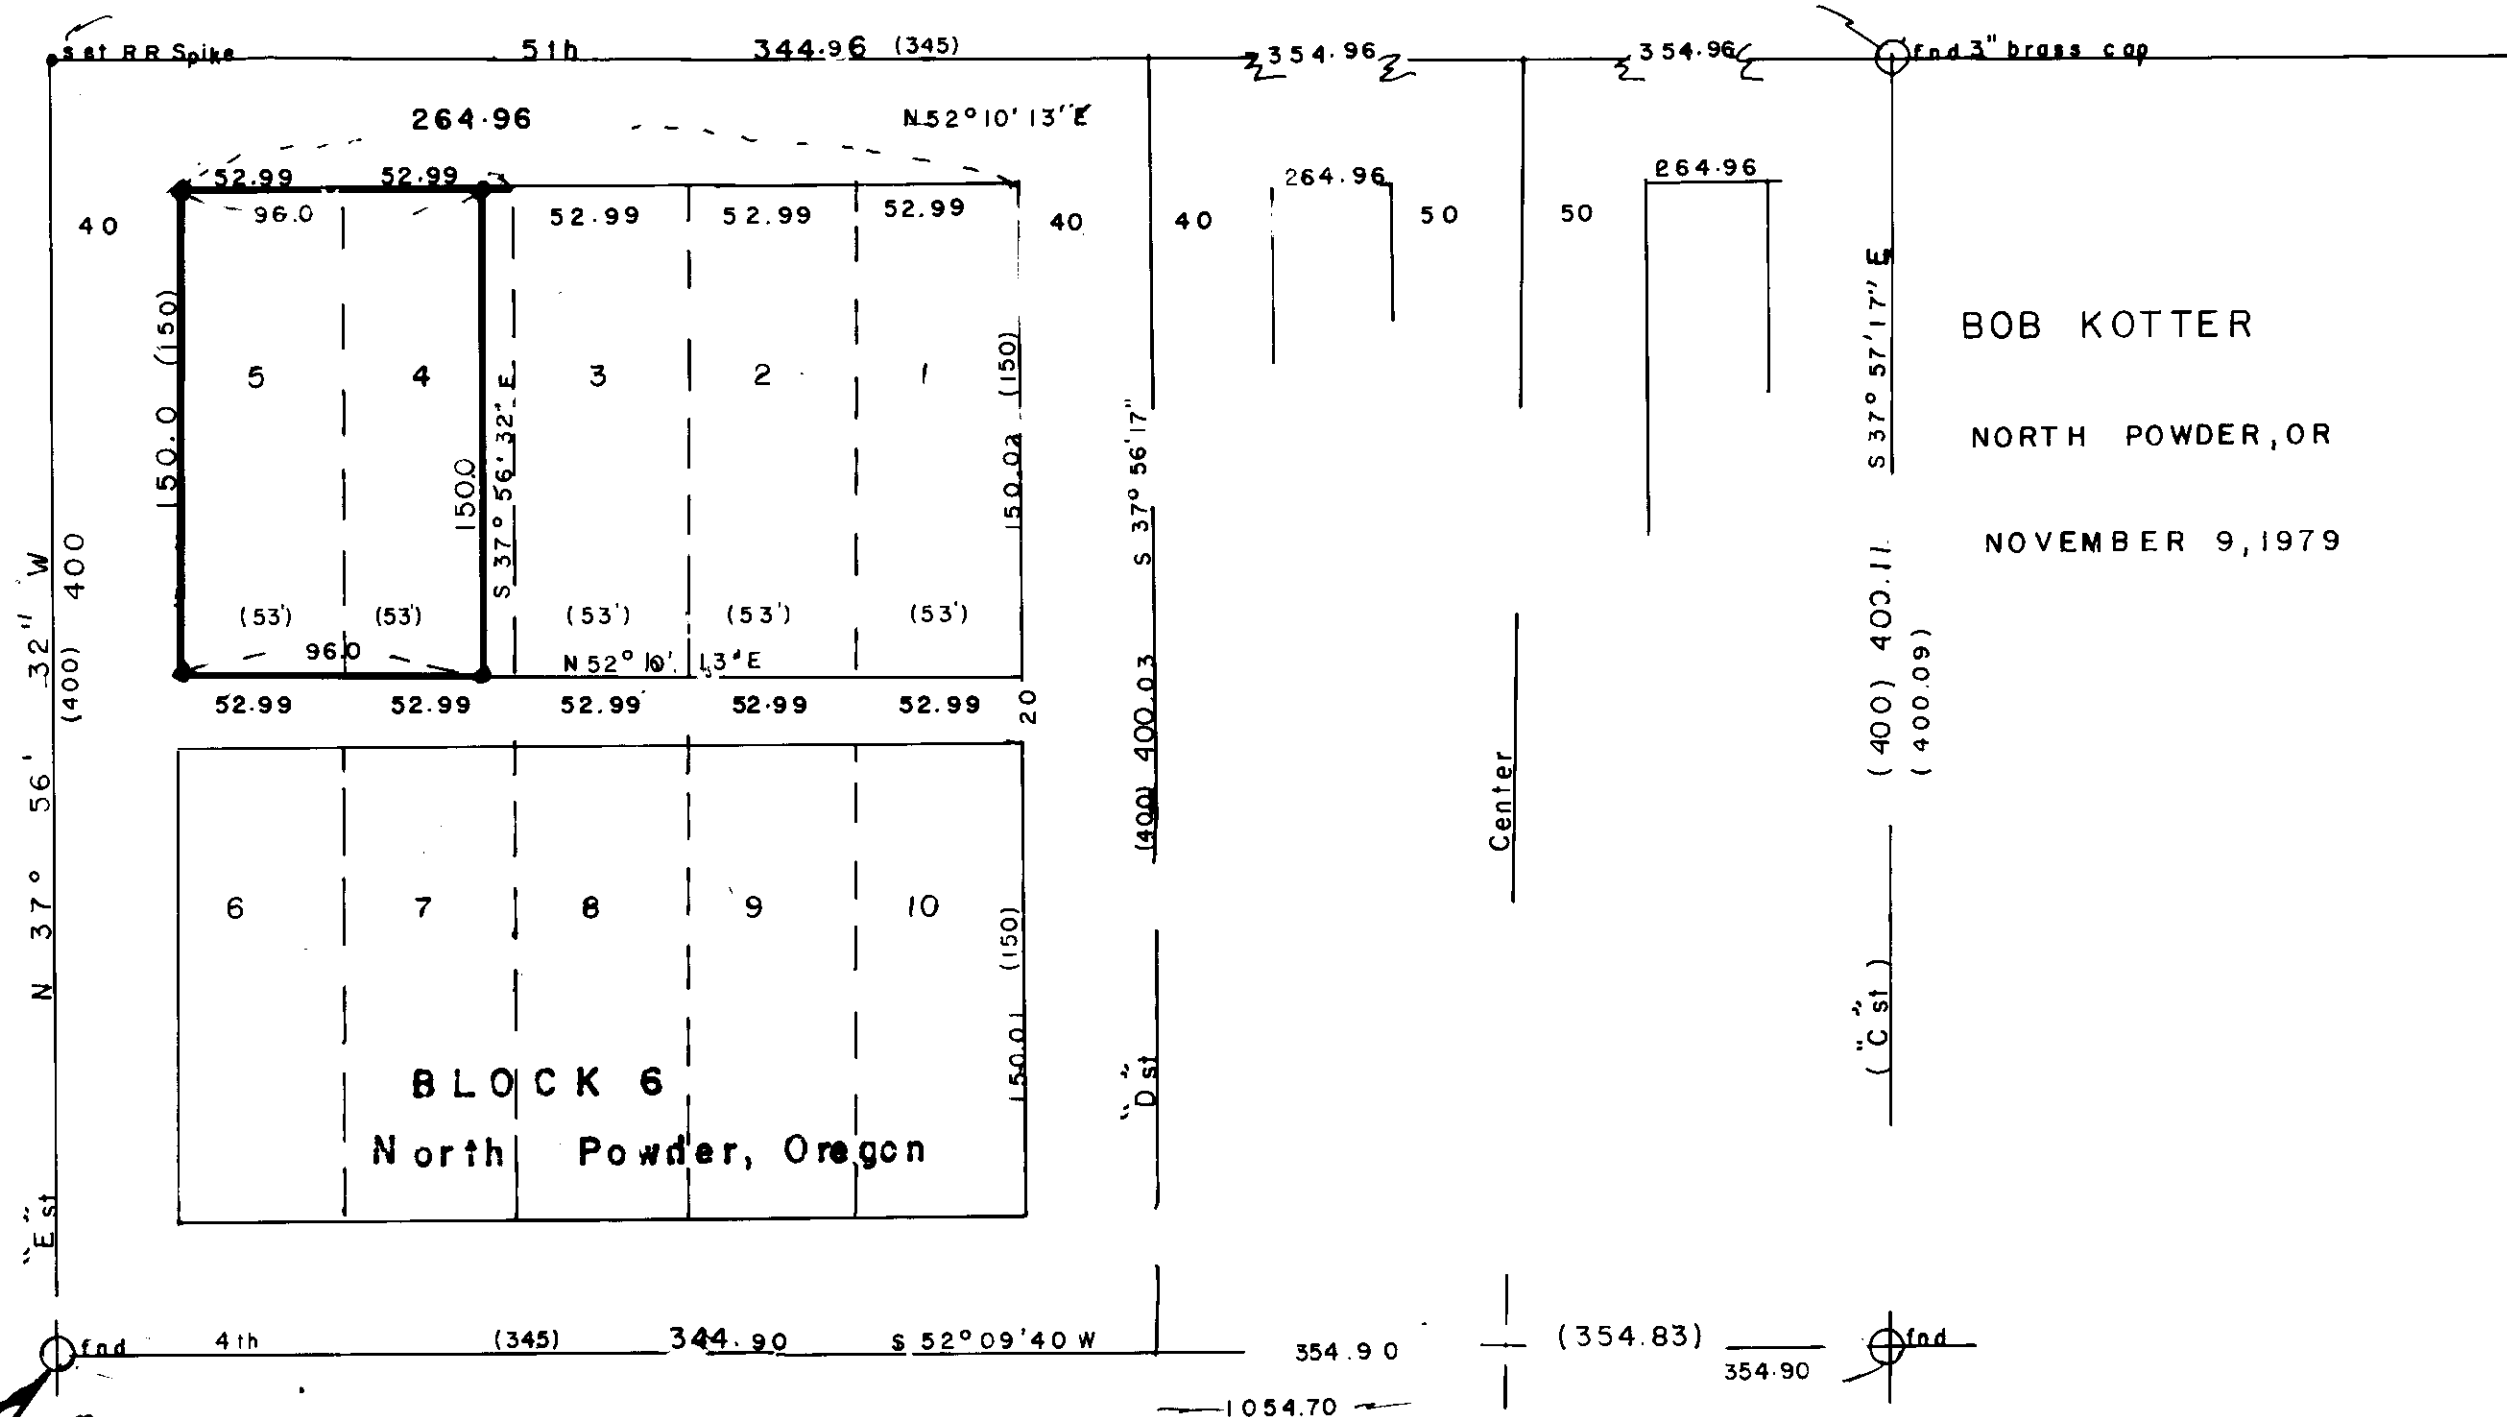 set RR Spike 5th 344.96 (345) 354.96 354.96 fnd 3" brass cap
264.96 N 52° 10' 13" E
52.99 52.99 264.96 264.96
96.0 52.99 52.99 52.99
40 40 40 50 50
S 37° 57' 17" E
BOB KOTTER
(150) (150)
5 4 3 2 1
NORTH POWDER, OR
150.0 150.0 S 37° 56' 32" E 150.02
S 37° 56' 17"
NOVEMBER 9, 1979
(400) 400
(53') (53') (53') (53') (53')
96.0 N 52° 10' 13" E
52.99 52.99 52.99 52.99 52.99 20
(400) 400.03
(400) 400.11
(400.09)
Center
N 37° 56' 32" W
6 7 8 9 10
(150)
150.01
("C" st)
BLOCK 6
"D" st
North Powder, Oregon
"E" st
fnd 4th (345) 344.90 S 52° 09' 40 W 354.90 (354.83) fnd
354.90
1054.70